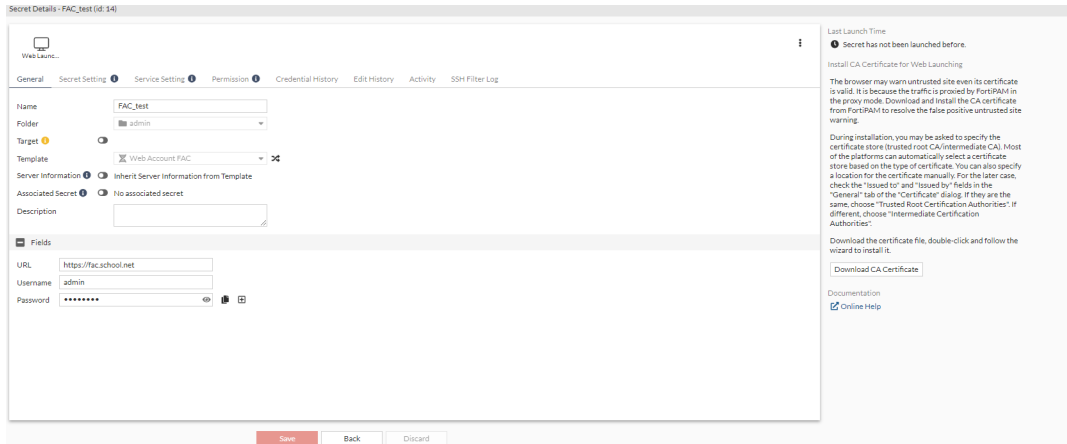 Secret Details - FAC_test (id: 14)
Web Launc...
General Secret Setting Service Setting Permission Credential History Edit History Activity SSH Filter Log
Name FAC_test
Folder admin
Target
Template Web Account FAC
Server Information Inherit Server Information from Template
Associated Secret No associated secret
Description
Fields
URL https://fac.school.net
Username admin
Password ••••••••
Save Back Discard
Last Launch Time
Secret has not been launched before.
Install CA Certificate for Web Launching
The browser may warn untrusted site even its certificate
is valid. It is because the traffic is proxied by FortiPAM in
the proxy mode. Download and Install the CA certificate
from FortiPAM to resolve the false positive untrusted site
warning.
During installation, you may be asked to specify the
certificate store (trusted root CA/intermediate CA). Most
of the platforms can automatically select a certificate
store based on the type of certificate. You can also specify
a location for the certificate manually. For the later case,
check the "Issued to" and "Issued by" fields in the
"General" tab of the "Certificate" dialog. If they are the
same, choose "Trusted Root Certification Authorities". If
different, choose "Intermediate Certification
Authorities".
Download the certificate file, double-click and follow the
wizard to install it.
Download CA Certificate
Documentation
Online Help